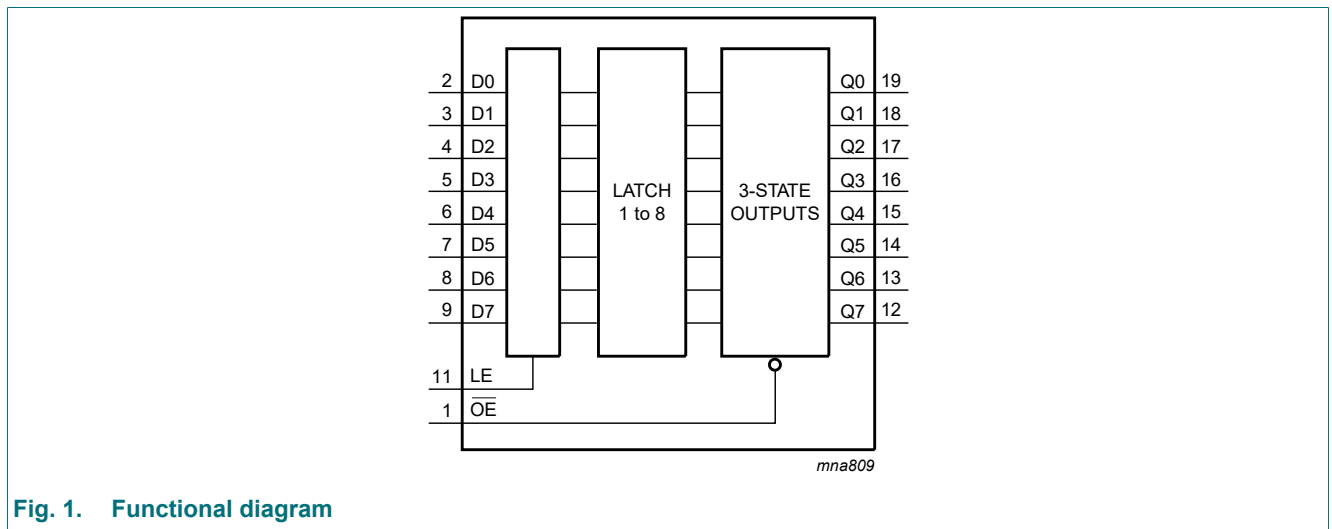 2 D0 Q0 19
3 D1 Q1 18
4 D2 Q2 17
5 D3 Q3 16
LATCH 3-STATE
1 to 8 OUTPUTS
6 D4 Q4 15
7 D5 Q5 14
8 D6 Q6 13
9 D7 Q7 12
11 LE
1 O̅E̅
mna809
Fig. 1. Functional diagram